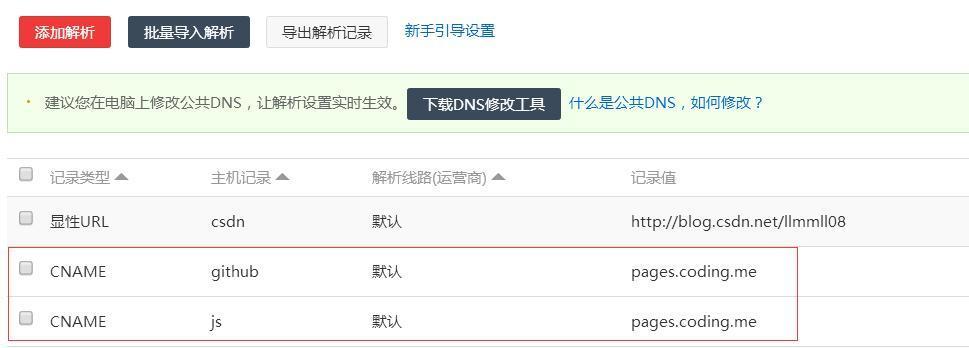 添加解析 批量导入解析 导出解析记录 新手引导设置
· 建议您在电脑上修改公共DNS，让解析设置实时生效。 下载DNS修改工具 什么是公共DNS，如何修改？
记录类型 主机记录 解析线路(运营商) 记录值
显性URL csdn 默认 http://blog.csdn.net/llmmll08
CNAME github 默认 pages.coding.me
CNAME js 默认 pages.coding.me